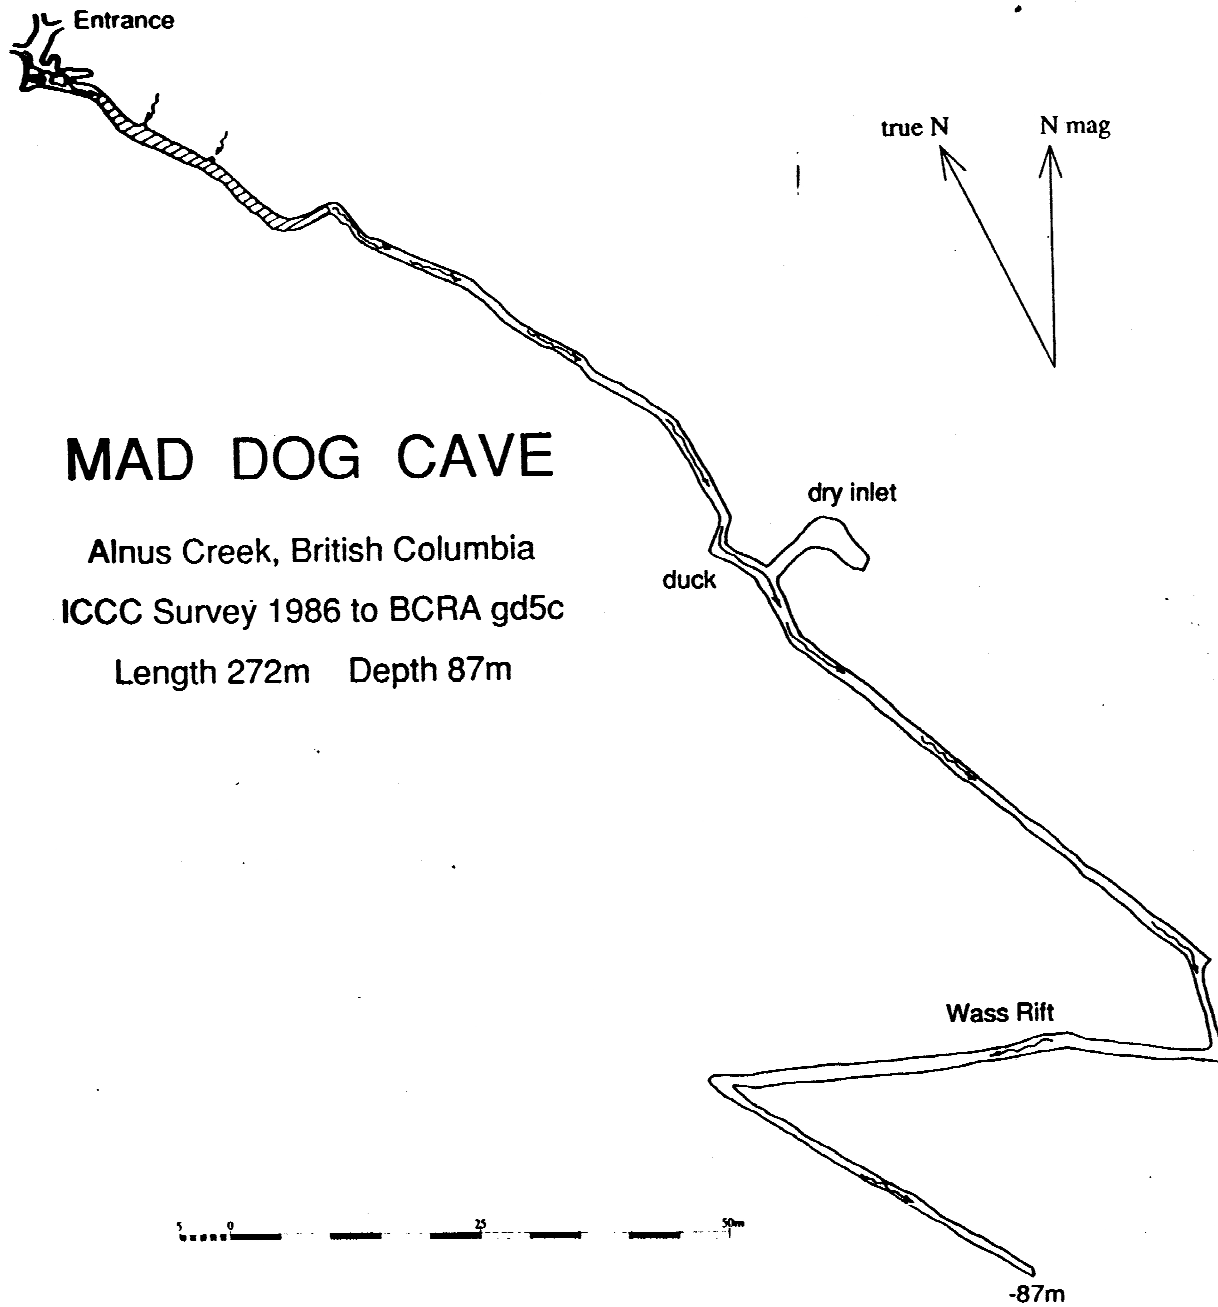 Entrance
true N
N mag
MAD DOG CAVE
dry inlet
Alnus Creek, British Columbia
duck
ICCC Survey 1986 to BCRA gd5c
Length 272m Depth 87m
Wass Rift
5 0 25 50m
-87m